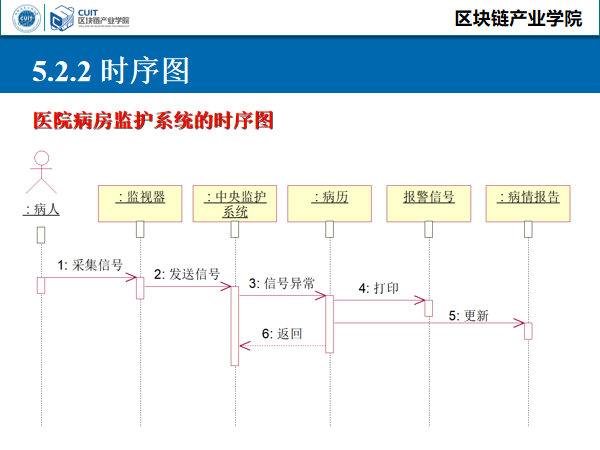 CUIT
CUIT
区块链产业学院
区块链产业学院
5.2.2 时序图
医院病房监护系统的时序图
: 病人
: 监视器
: 中央监护
系统
: 病历
报警信号
: 病情报告
1: 采集信号
2: 发送信号
3: 信号异常
4: 打印
5: 更新
6: 返回